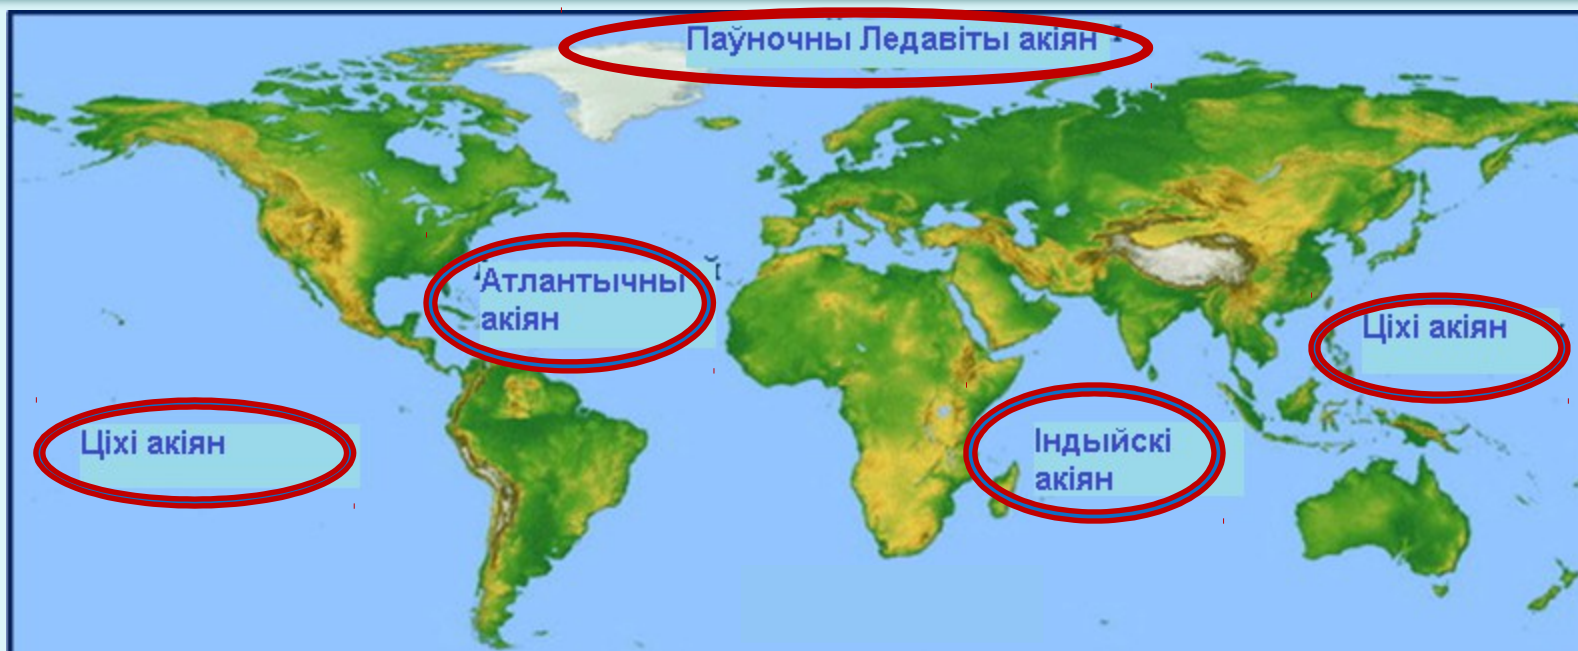 Паўночны Ледавіты акіян
Атлантычны
акіян
Ціхі акіян
Ціхі акіян
Індыйскі
акіян